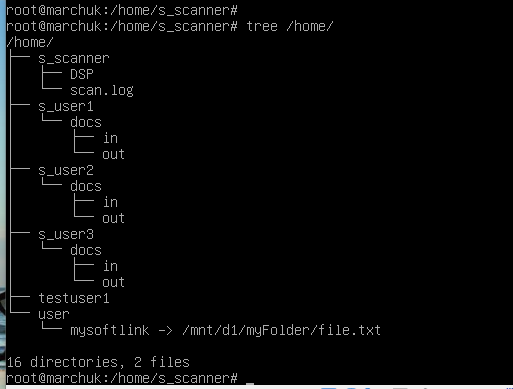 root@marchuk:/home/s_scanner#
root@marchuk:/home/s_scanner# tree /home/
/home/
├── s_scanner
│   ├── DSP
│   └── scan.log
├── s_user1
│   └── docs
│       ├── in
│       └── out
├── s_user2
│   └── docs
│       ├── in
│       └── out
├── s_user3
│   └── docs
│       ├── in
│       └── out
├── testuser1
└── user
    └── mysoftlink -> /mnt/d1/myFolder/file.txt

16 directories, 2 files
root@marchuk:/home/s_scanner# _